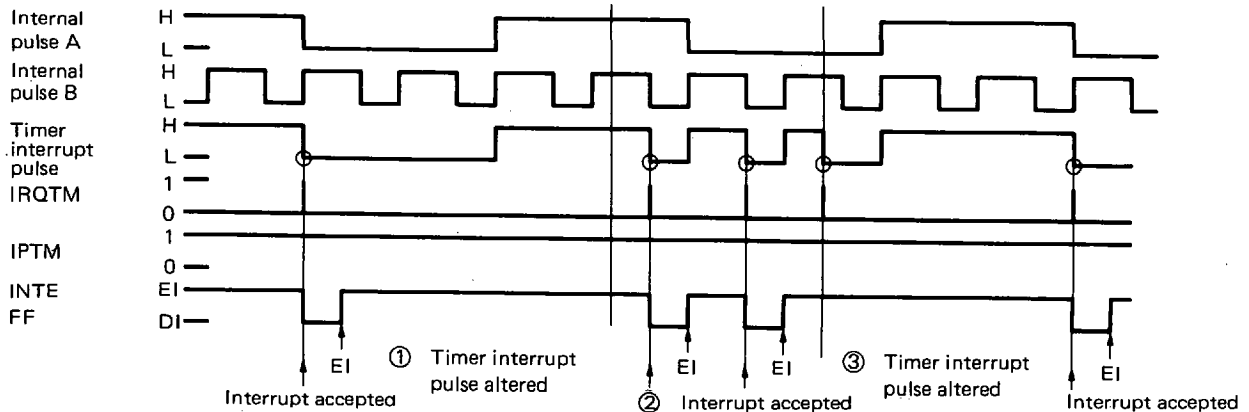 Internal
pulse A
H
L
Internal
pulse B
H
L
Timer
interrupt
pulse
H
L
IRQTM
1
0
IPTM
1
0
INTE
FF
EI
DI
EI
① Timer interrupt
pulse altered
EI
EI
③ Timer interrupt
pulse altered
EI
Interrupt accepted
② Interrupt accepted
Interrupt accepted